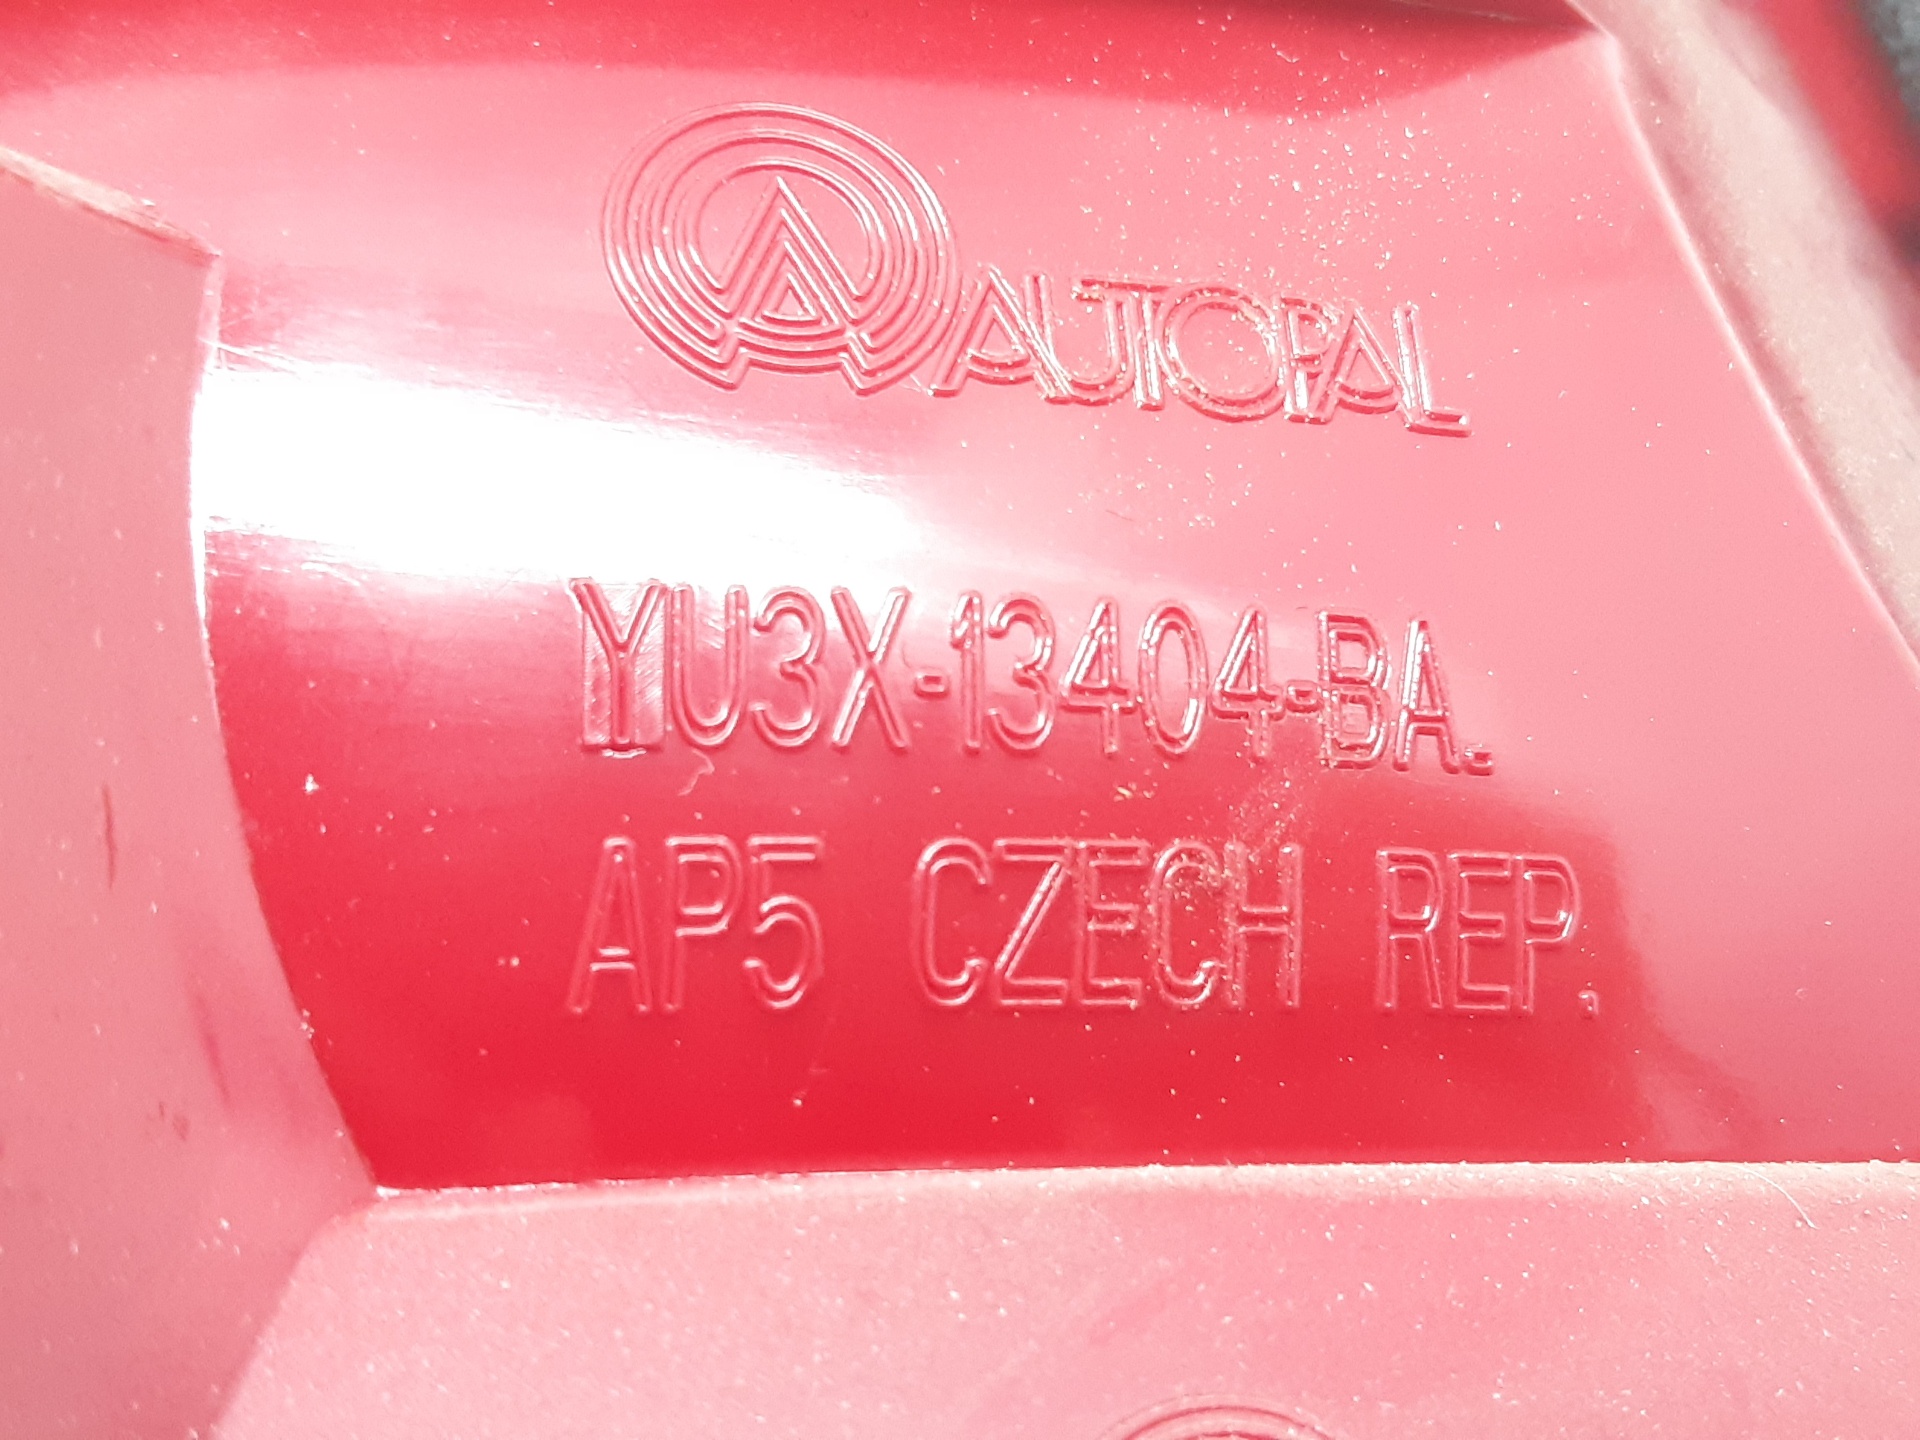 AUTOPAL
YU3X-13404-BA.
AP5 CZECH REP.